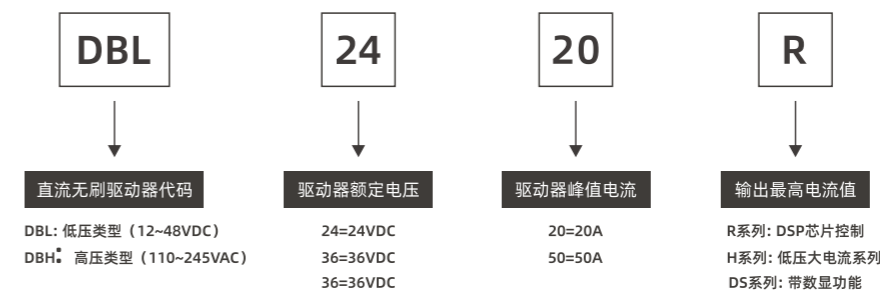 DBL 24 20 R
直流无刷驱动器代码 驱动器额定电压 驱动器峰值电流 输出最高电流值
DBL: 低压类型（12~48VDC） 24=24VDC 20=20A R系列: DSP芯片控制
DBH: 高压类型（110~245VAC） 36=36VDC 50=50A H系列: 低压大电流系列
36=36VDC DS系列: 带数显功能